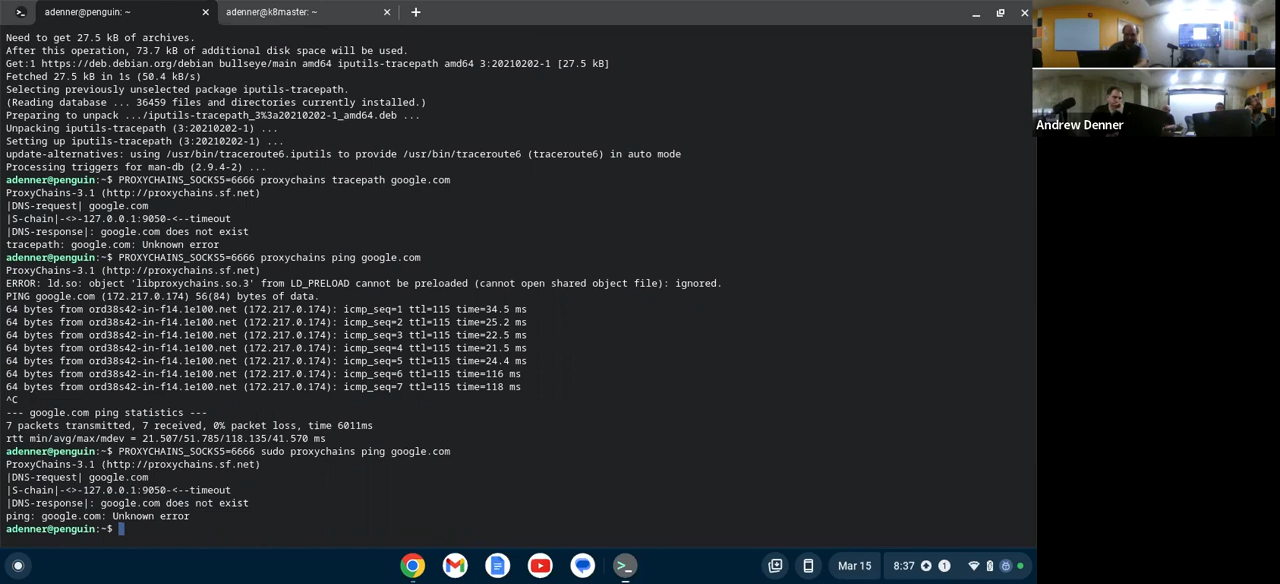 adenner@penguin: ~
adenner@k8master: ~
Need to get 27.5 kB of archives.
After this operation, 73.7 kB of additional disk space will be used.
Get:1 https://deb.debian.org/debian bullseye/main amd64 iputils-tracepath amd64 3:20210202-1 [27.5 kB]
Fetched 27.5 kB in 1s (50.4 kB/s)
Selecting previously unselected package iputils-tracepath.
(Reading database ... 36459 files and directories currently installed.)
Preparing to unpack .../iputils-tracepath_3%3a20210202-1_amd64.deb ...
Unpacking iputils-tracepath (3:20210202-1) ...
Setting up iputils-tracepath (3:20210202-1) ...
update-alternatives: using /usr/bin/traceroute6.iputils to provide /usr/bin/traceroute6 (traceroute6) in auto mode
Processing triggers for man-db (2.9.4-2) ...
adenner@penguin:~$ PROXYCHAINS_SOCKS5=6666 proxychains tracepath google.com
ProxyChains-3.1 (http://proxychains.sf.net)
|DNS-request| google.com
|S-chain|-<>-127.0.0.1:9050-<--timeout
|DNS-response|: google.com does not exist
tracepath: google.com: Unknown error
adenner@penguin:~$ PROXYCHAINS_SOCKS5=6666 proxychains ping google.com
ProxyChains-3.1 (http://proxychains.sf.net)
ERROR: ld.so: object 'libproxychains.so.3' from LD_PRELOAD cannot be preloaded (cannot open shared object file): ignored.
PING google.com (172.217.0.174) 56(84) bytes of data.
64 bytes from ord38s42-in-f14.1e100.net (172.217.0.174): icmp_seq=1 ttl=115 time=34.5 ms
64 bytes from ord38s42-in-f14.1e100.net (172.217.0.174): icmp_seq=2 ttl=115 time=25.2 ms
64 bytes from ord38s42-in-f14.1e100.net (172.217.0.174): icmp_seq=3 ttl=115 time=22.5 ms
64 bytes from ord38s42-in-f14.1e100.net (172.217.0.174): icmp_seq=4 ttl=115 time=21.5 ms
64 bytes from ord38s42-in-f14.1e100.net (172.217.0.174): icmp_seq=5 ttl=115 time=24.4 ms
64 bytes from ord38s42-in-f14.1e100.net (172.217.0.174): icmp_seq=6 ttl=115 time=116 ms
64 bytes from ord38s42-in-f14.1e100.net (172.217.0.174): icmp_seq=7 ttl=115 time=118 ms
^C
--- google.com ping statistics ---
7 packets transmitted, 7 received, 0% packet loss, time 6011ms
rtt min/avg/max/mdev = 21.507/51.785/118.135/41.570 ms
adenner@penguin:~$ PROXYCHAINS_SOCKS5=6666 sudo proxychains ping google.com
ProxyChains-3.1 (http://proxychains.sf.net)
|DNS-request| google.com
|S-chain|-<>-127.0.0.1:9050-<--timeout
|DNS-response|: google.com does not exist
ping: google.com: Unknown error
adenner@penguin:~$
Andrew Denner
Mar 15
8:37
1